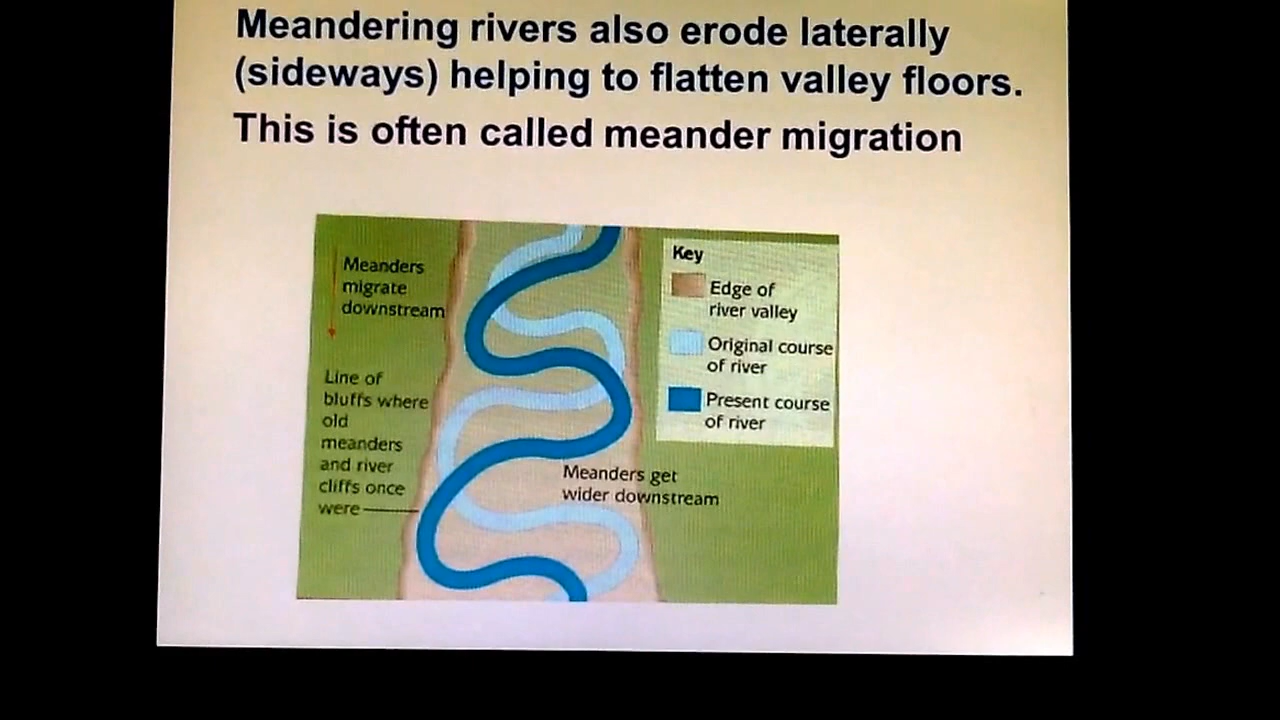 Meandering rivers also erode laterally
(sideways) helping to flatten valley floors.
This is often called meander migration
Meanders
migrate
downstream
Line of
bluffs where
old
meanders
and river
cliffs once
were
Meanders get
wider downstream
Key
Edge of
river valley
Original course
of river
Present course
of river